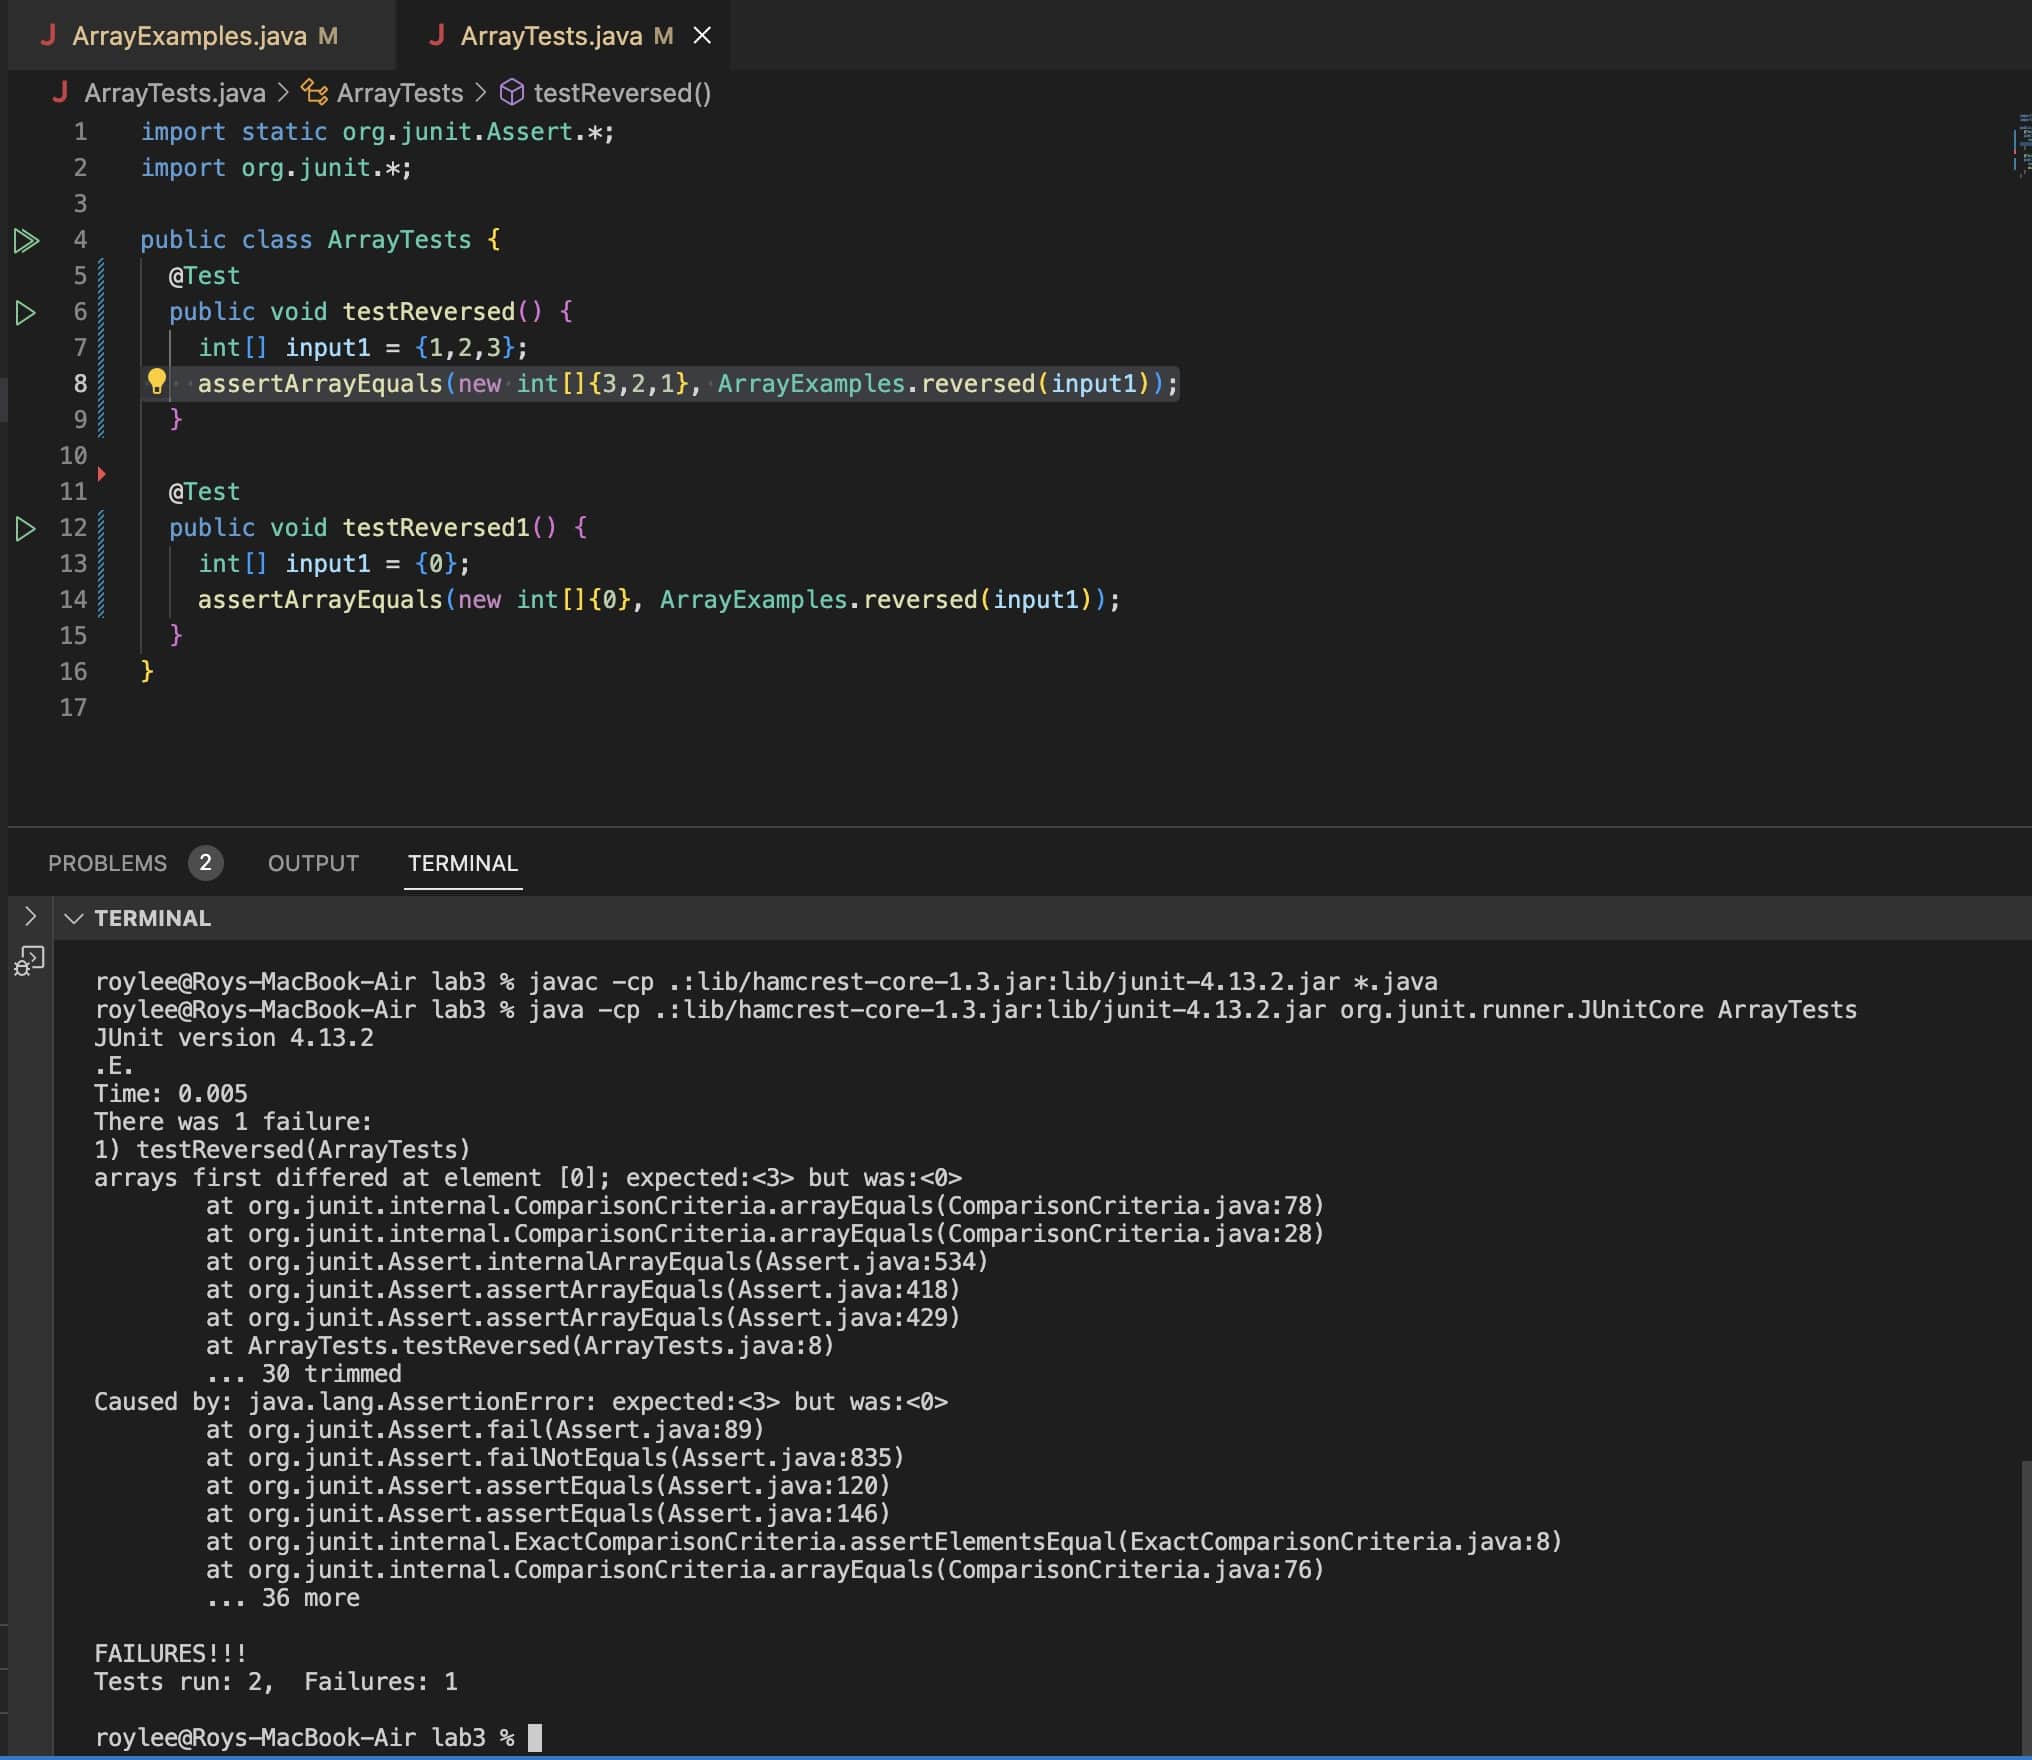 J ArrayExamples.java M
J ArrayTests.java M
J ArrayTests.java > ArrayTests > testReversed()
1 import static org.junit.Assert.*;
2 import org.junit.*;
3
4 public class ArrayTests {
5 @Test
6 public void testReversed() {
7 int[] input1 = {1,2,3};
8 assertArrayEquals(new int[]{3,2,1}, ArrayExamples.reversed(input1));
9 }
10
11 @Test
12 public void testReversed1() {
13 int[] input1 = {0};
14 assertArrayEquals(new int[]{0}, ArrayExamples.reversed(input1));
15 }
16 }
17
PROBLEMS 2 OUTPUT TERMINAL
TERMINAL
roylee@Roys-MacBook-Air lab3 % javac -cp .:lib/hamcrest-core-1.3.jar:lib/junit-4.13.2.jar *.java
roylee@Roys-MacBook-Air lab3 % java -cp .:lib/hamcrest-core-1.3.jar:lib/junit-4.13.2.jar org.junit.runner.JUnitCore ArrayTests
JUnit version 4.13.2
.E.
Time: 0.005
There was 1 failure:
1) testReversed(ArrayTests)
arrays first differed at element [0]; expected:<3> but was:<0>
at org.junit.internal.ComparisonCriteria.arrayEquals(ComparisonCriteria.java:78)
at org.junit.internal.ComparisonCriteria.arrayEquals(ComparisonCriteria.java:28)
at org.junit.Assert.internalArrayEquals(Assert.java:534)
at org.junit.Assert.assertArrayEquals(Assert.java:418)
at org.junit.Assert.assertArrayEquals(Assert.java:429)
at ArrayTests.testReversed(ArrayTests.java:8)
... 30 trimmed
Caused by: java.lang.AssertionError: expected:<3> but was:<0>
at org.junit.Assert.fail(Assert.java:89)
at org.junit.Assert.failNotEquals(Assert.java:835)
at org.junit.Assert.assertEquals(Assert.java:120)
at org.junit.Assert.assertEquals(Assert.java:146)
at org.junit.internal.ExactComparisonCriteria.assertElementsEqual(ExactComparisonCriteria.java:8)
at org.junit.internal.ComparisonCriteria.arrayEquals(ComparisonCriteria.java:76)
... 36 more
FAILURES!!!
Tests run: 2,  Failures: 1
roylee@Roys-MacBook-Air lab3 %